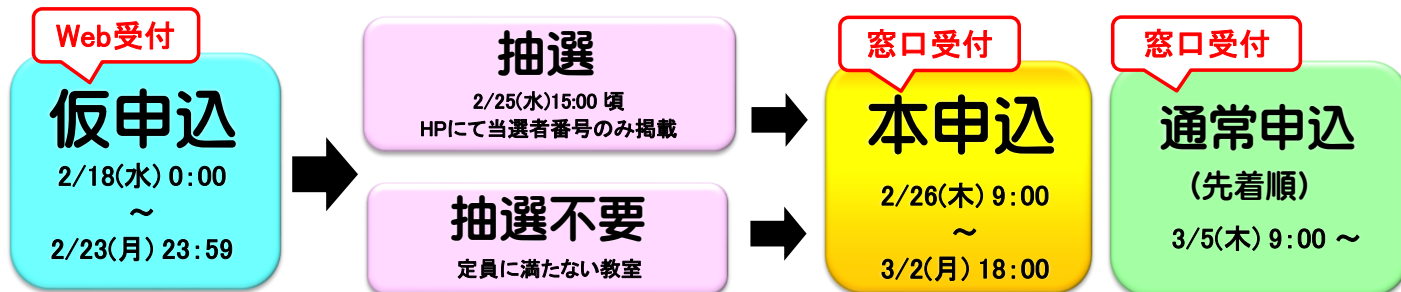 Web受付
仮申込
2/18(水) 0:00
～
2/23(月) 23:59
抽選
2/25(水)15:00 頃
HPにて当選者番号のみ掲載
抽選不要
定員に満たない教室
窓口受付
本申込
2/26(木) 9:00
～
3/2(月) 18:00
窓口受付
通常申込
(先着順)
3/5(木) 9:00 ～